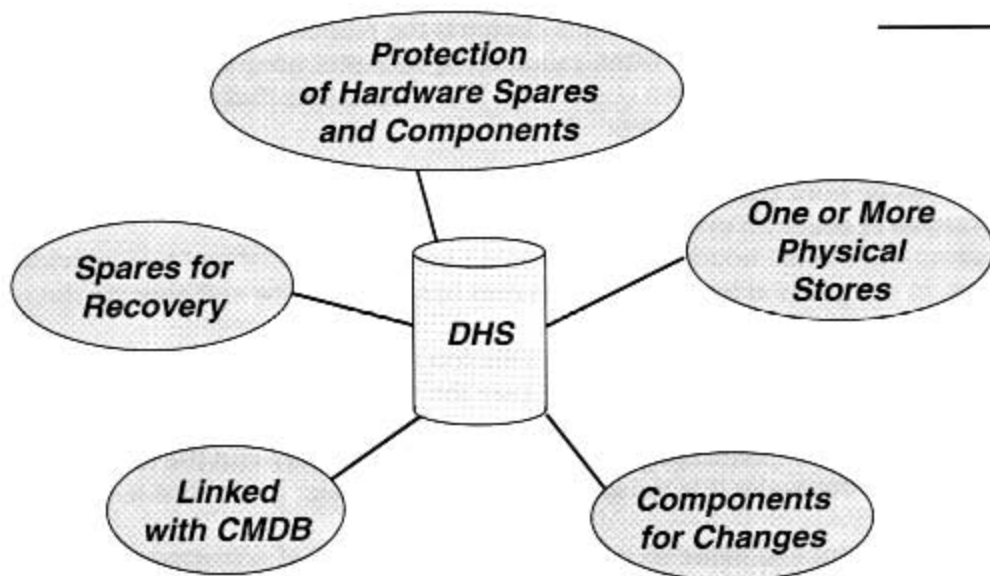 Protection
of Hardware Spares
and Components
One or More
Physical
Stores
Spares for
Recovery
DHS
Linked
with CMDB
Components
for Changes